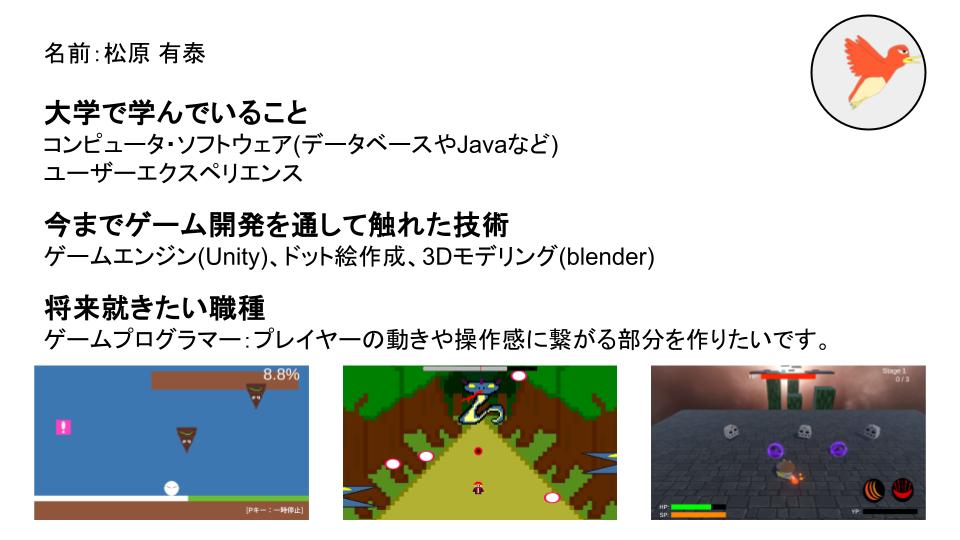 名前：松原 有泰
大学で学んでいること
コンピュータ・ソフトウェア(データベースやJavaなど)
ユーザーエクスペリエンス
今までゲーム開発を通して触れた技術
ゲームエンジン(Unity)、ドット絵作成、3Dモデリング(blender)
将来就きたい職種
ゲームプログラマー：プレイヤーの動きや操作感に繋がる部分を作りたいです。
8.8%
[Pキー：一時停止]
Stage 1
0 / 3
HP:
HP:
SP:
YP: